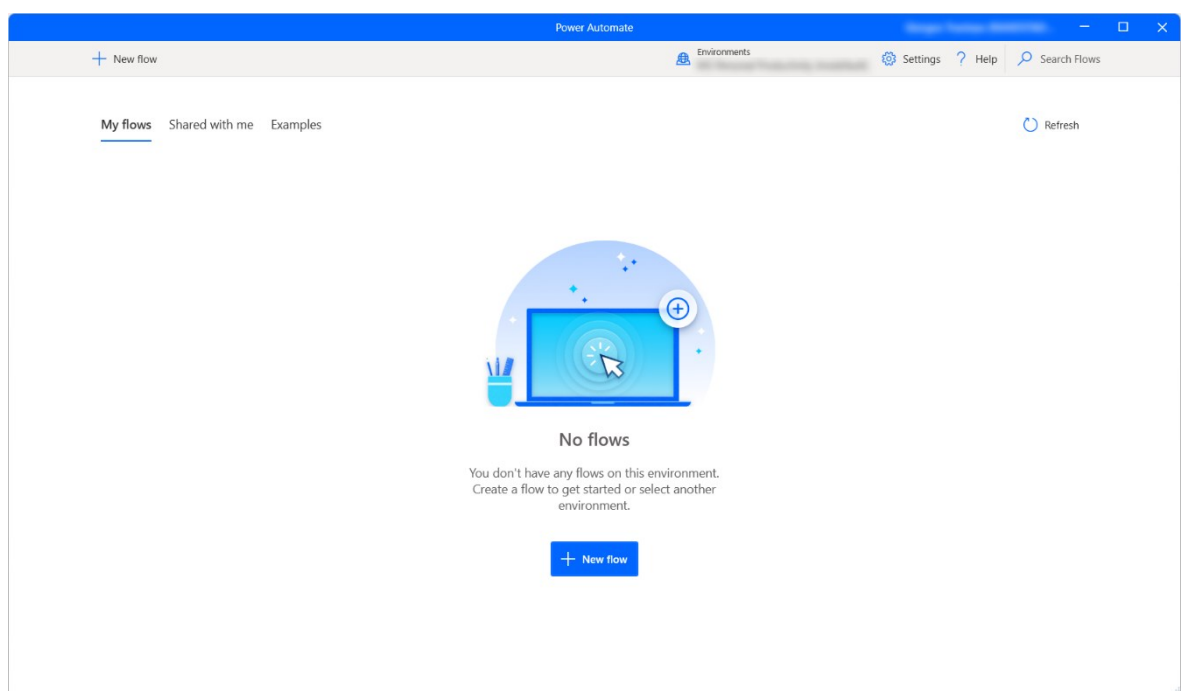 Power Automate
New flow
Environments
Settings
Help
Search Flows
My flows
Shared with me
Examples
Refresh
No flows
You don't have any flows on this environment.
Create a flow to get started or select another
environment.
New flow